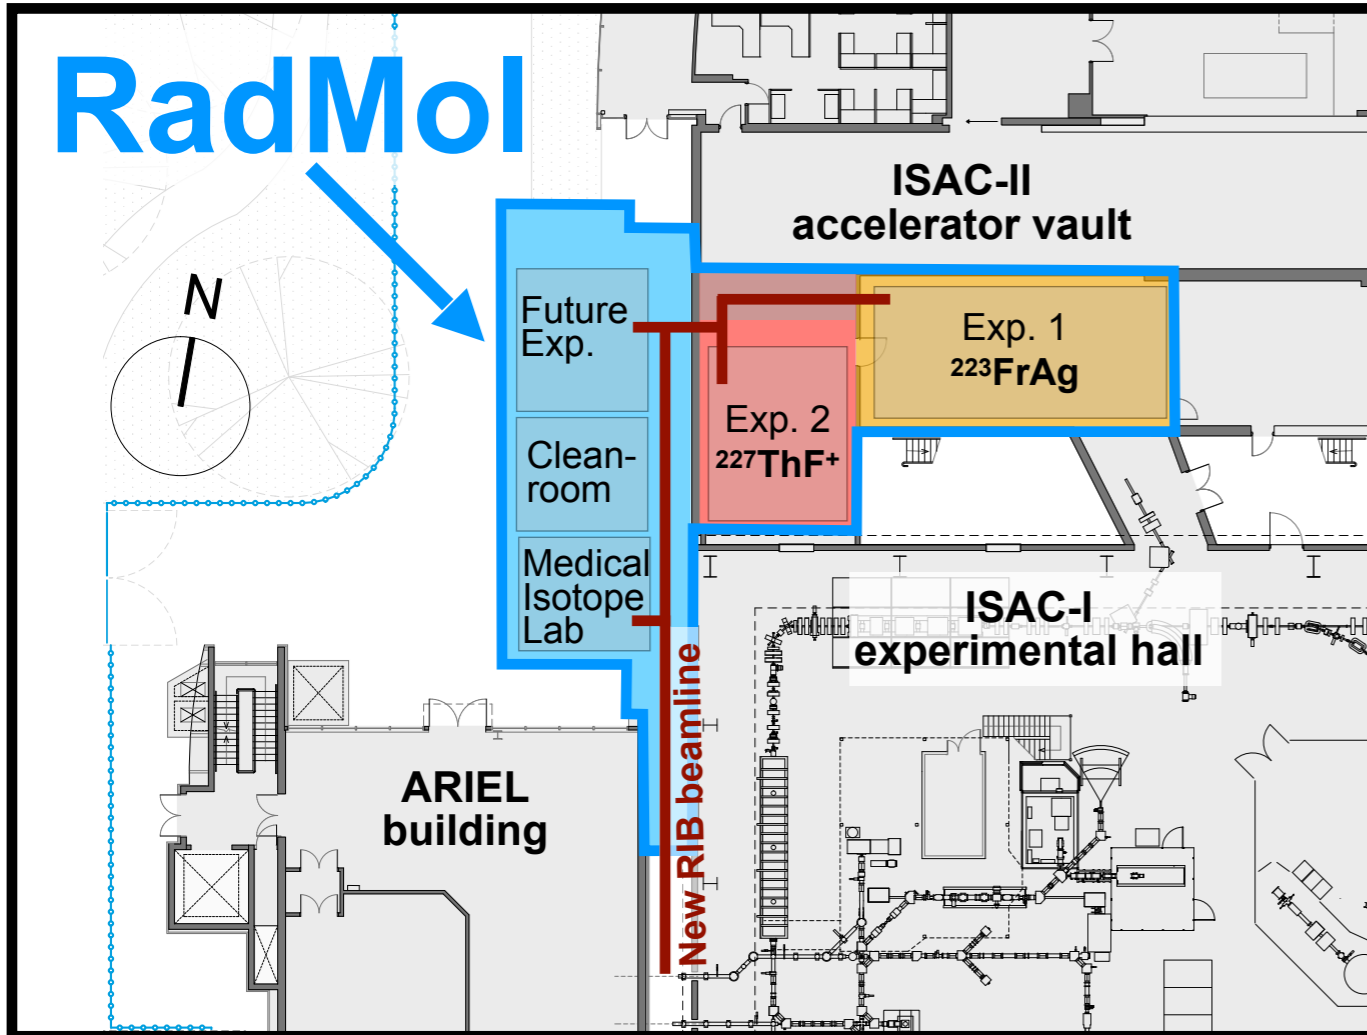 RadMol
ISAC-II
accelerator vault
N
Future
Exp.
Exp. 1
²²³FrAg
Exp. 2
²²⁷ThF⁺
Clean-
room
Medical
Isotope
Lab
ISAC-I
experimental hall
New RIB beamline
ARIEL
building